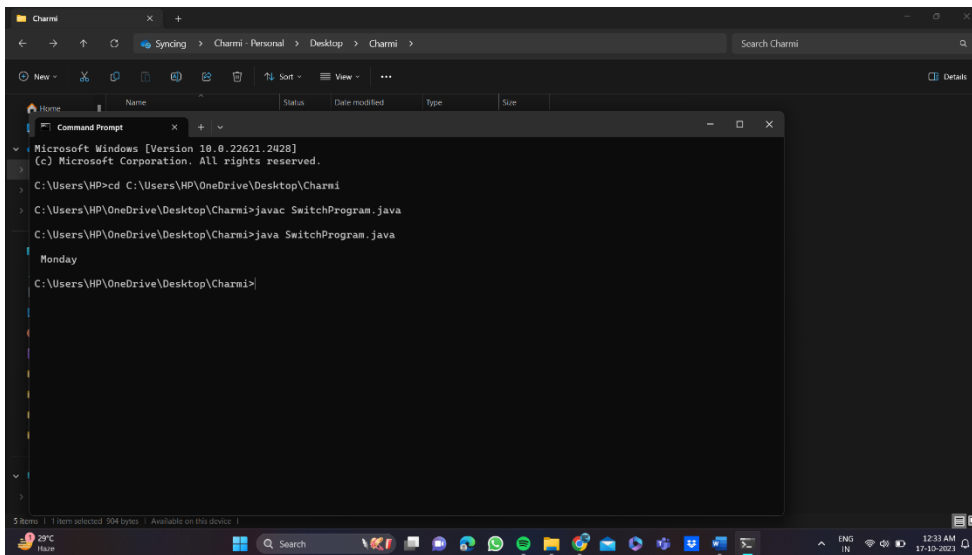 Charmi
Syncing > Charmi - Personal > Desktop > Charmi >
Search Charmi
New
Sort
View
Details
Home
Name
Status
Date modified
Type
Size
Command Prompt
Microsoft Windows [Version 10.0.22621.2428]
(c) Microsoft Corporation. All rights reserved.
C:\Users\HP>cd C:\Users\HP\OneDrive\Desktop\Charmi
C:\Users\HP\OneDrive\Desktop\Charmi>javac SwitchProgram.java
C:\Users\HP\OneDrive\Desktop\Charmi>java SwitchProgram.java
Monday
C:\Users\HP\OneDrive\Desktop\Charmi>
5 items | 1 item selected 904 bytes | Available on this device |
1
29°C
Haze
Search
ENG
IN
12:33 AM
17-10-2023